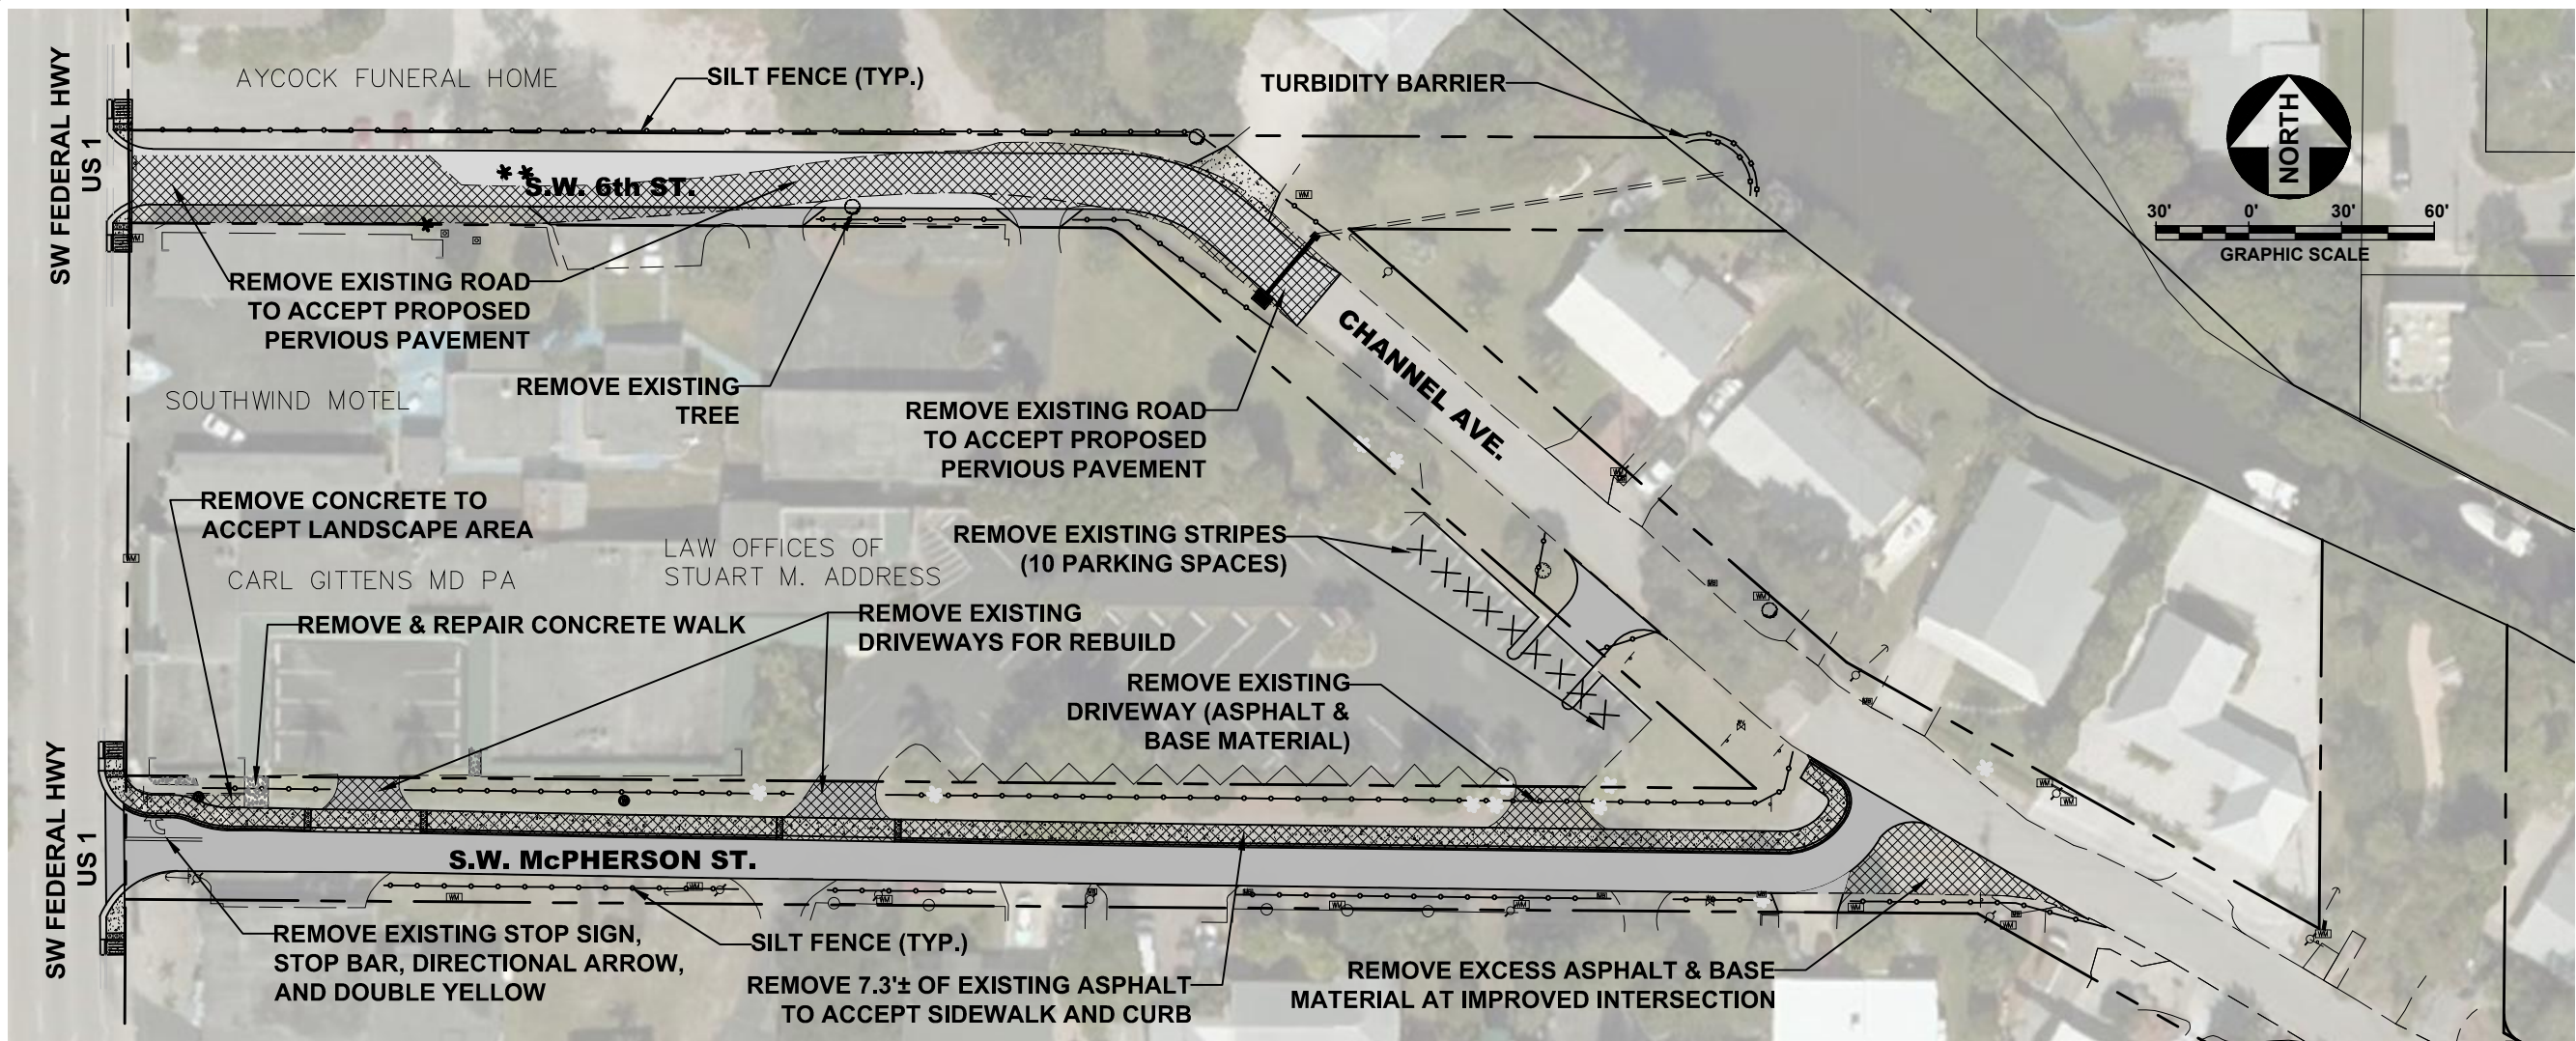 AYCOCK FUNERAL HOME
SILT FENCE (TYP.)
TURBIDITY BARRIER
NORTH
30' 0' 30' 60'
GRAPHIC SCALE
SW FEDERAL HWY
US 1
S.W. 6th ST.
REMOVE EXISTING ROAD
TO ACCEPT PROPOSED
PERVIOUS PAVEMENT
SOUTHWIND MOTEL
REMOVE EXISTING
TREE
REMOVE EXISTING ROAD
TO ACCEPT PROPOSED
PERVIOUS PAVEMENT
CHANNEL AVE.
REMOVE CONCRETE TO
ACCEPT LANDSCAPE AREA
LAW OFFICES OF
STUART M. ADDRESS
REMOVE EXISTING STRIPES
(10 PARKING SPACES)
CARL GITTENS MD PA
REMOVE & REPAIR CONCRETE WALK
REMOVE EXISTING
DRIVEWAYS FOR REBUILD
REMOVE EXISTING
DRIVEWAY (ASPHALT &
BASE MATERIAL)
SW FEDERAL HWY
US 1
S.W. McPHERSON ST.
REMOVE EXISTING STOP SIGN,
STOP BAR, DIRECTIONAL ARROW,
AND DOUBLE YELLOW
SILT FENCE (TYP.)
REMOVE 7.3'± OF EXISTING ASPHALT
TO ACCEPT SIDEWALK AND CURB
REMOVE EXCESS ASPHALT & BASE
MATERIAL AT IMPROVED INTERSECTION